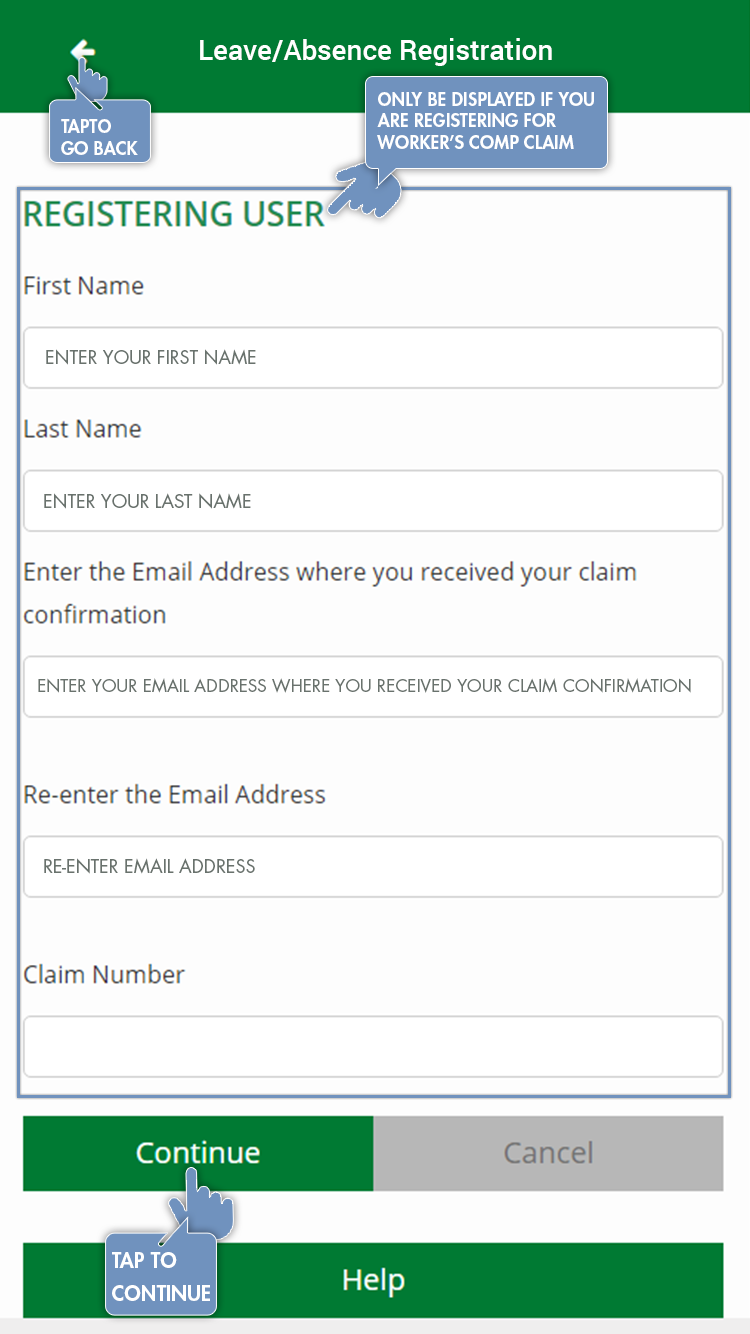 Leave/Absence Registration
TAPTO
GO BACK
ONLY BE DISPLAYED IF YOU
ARE REGISTERING FOR
WORKER'S COMP CLAIM
REGISTERING USER
First Name
ENTER YOUR FIRST NAME
Last Name
ENTER YOUR LAST NAME
Enter the Email Address where you received your claim
confirmation
ENTER YOUR EMAIL ADDRESS WHERE YOU RECEIVED YOUR CLAIM CONFIRMATION
Re-enter the Email Address
RE-ENTER EMAIL ADDRESS
Claim Number
Continue
Cancel
TAP TO
CONTINUE
Help